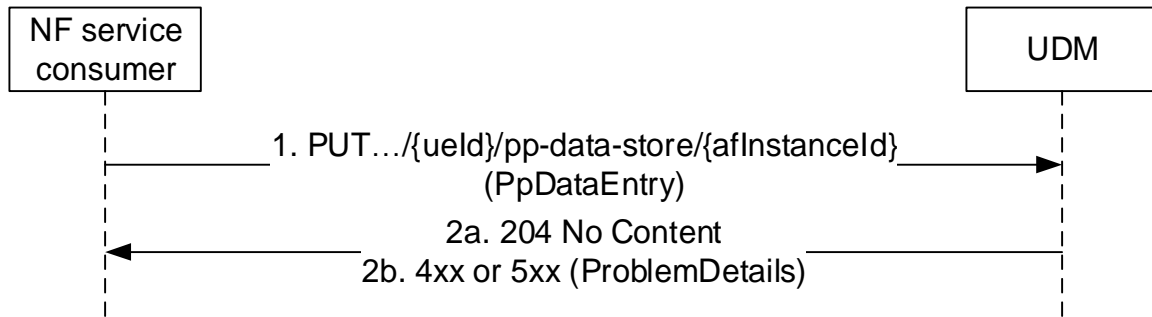 NF service
consumer
UDM
1. PUT…/{ueId}/pp-data-store/{afInstanceId}
(PpDataEntry)
2a. 204 No Content
2b. 4xx or 5xx (ProblemDetails)